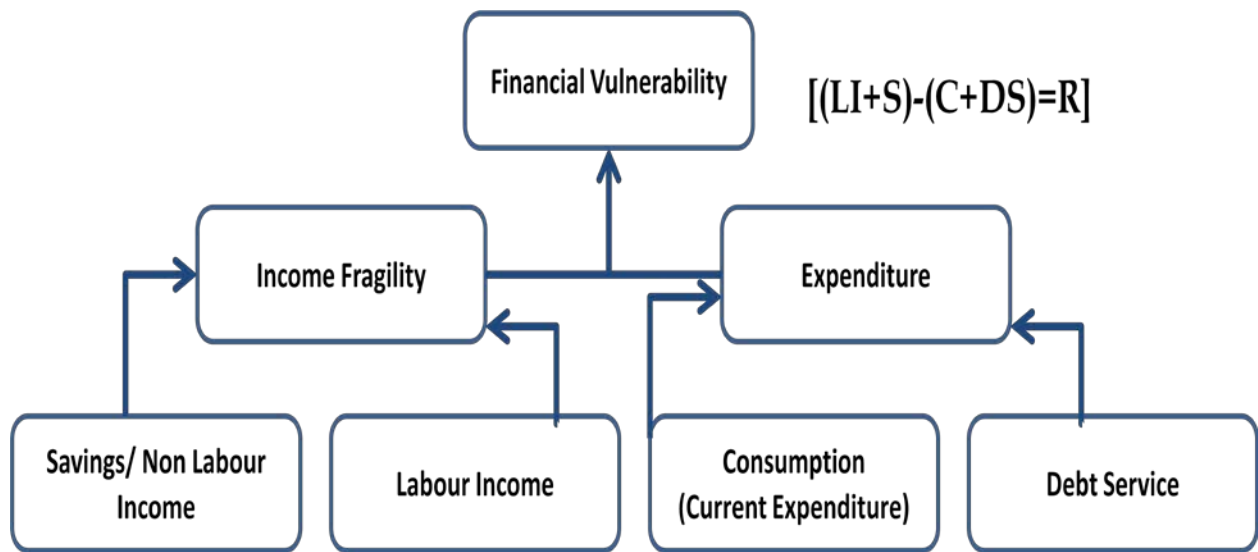 Financial Vulnerability
[(LI+S)-(C+DS)=R]
Income Fragility
Expenditure
Savings/ Non Labour
Income
Labour Income
Consumption
(Current Expenditure)
Debt Service